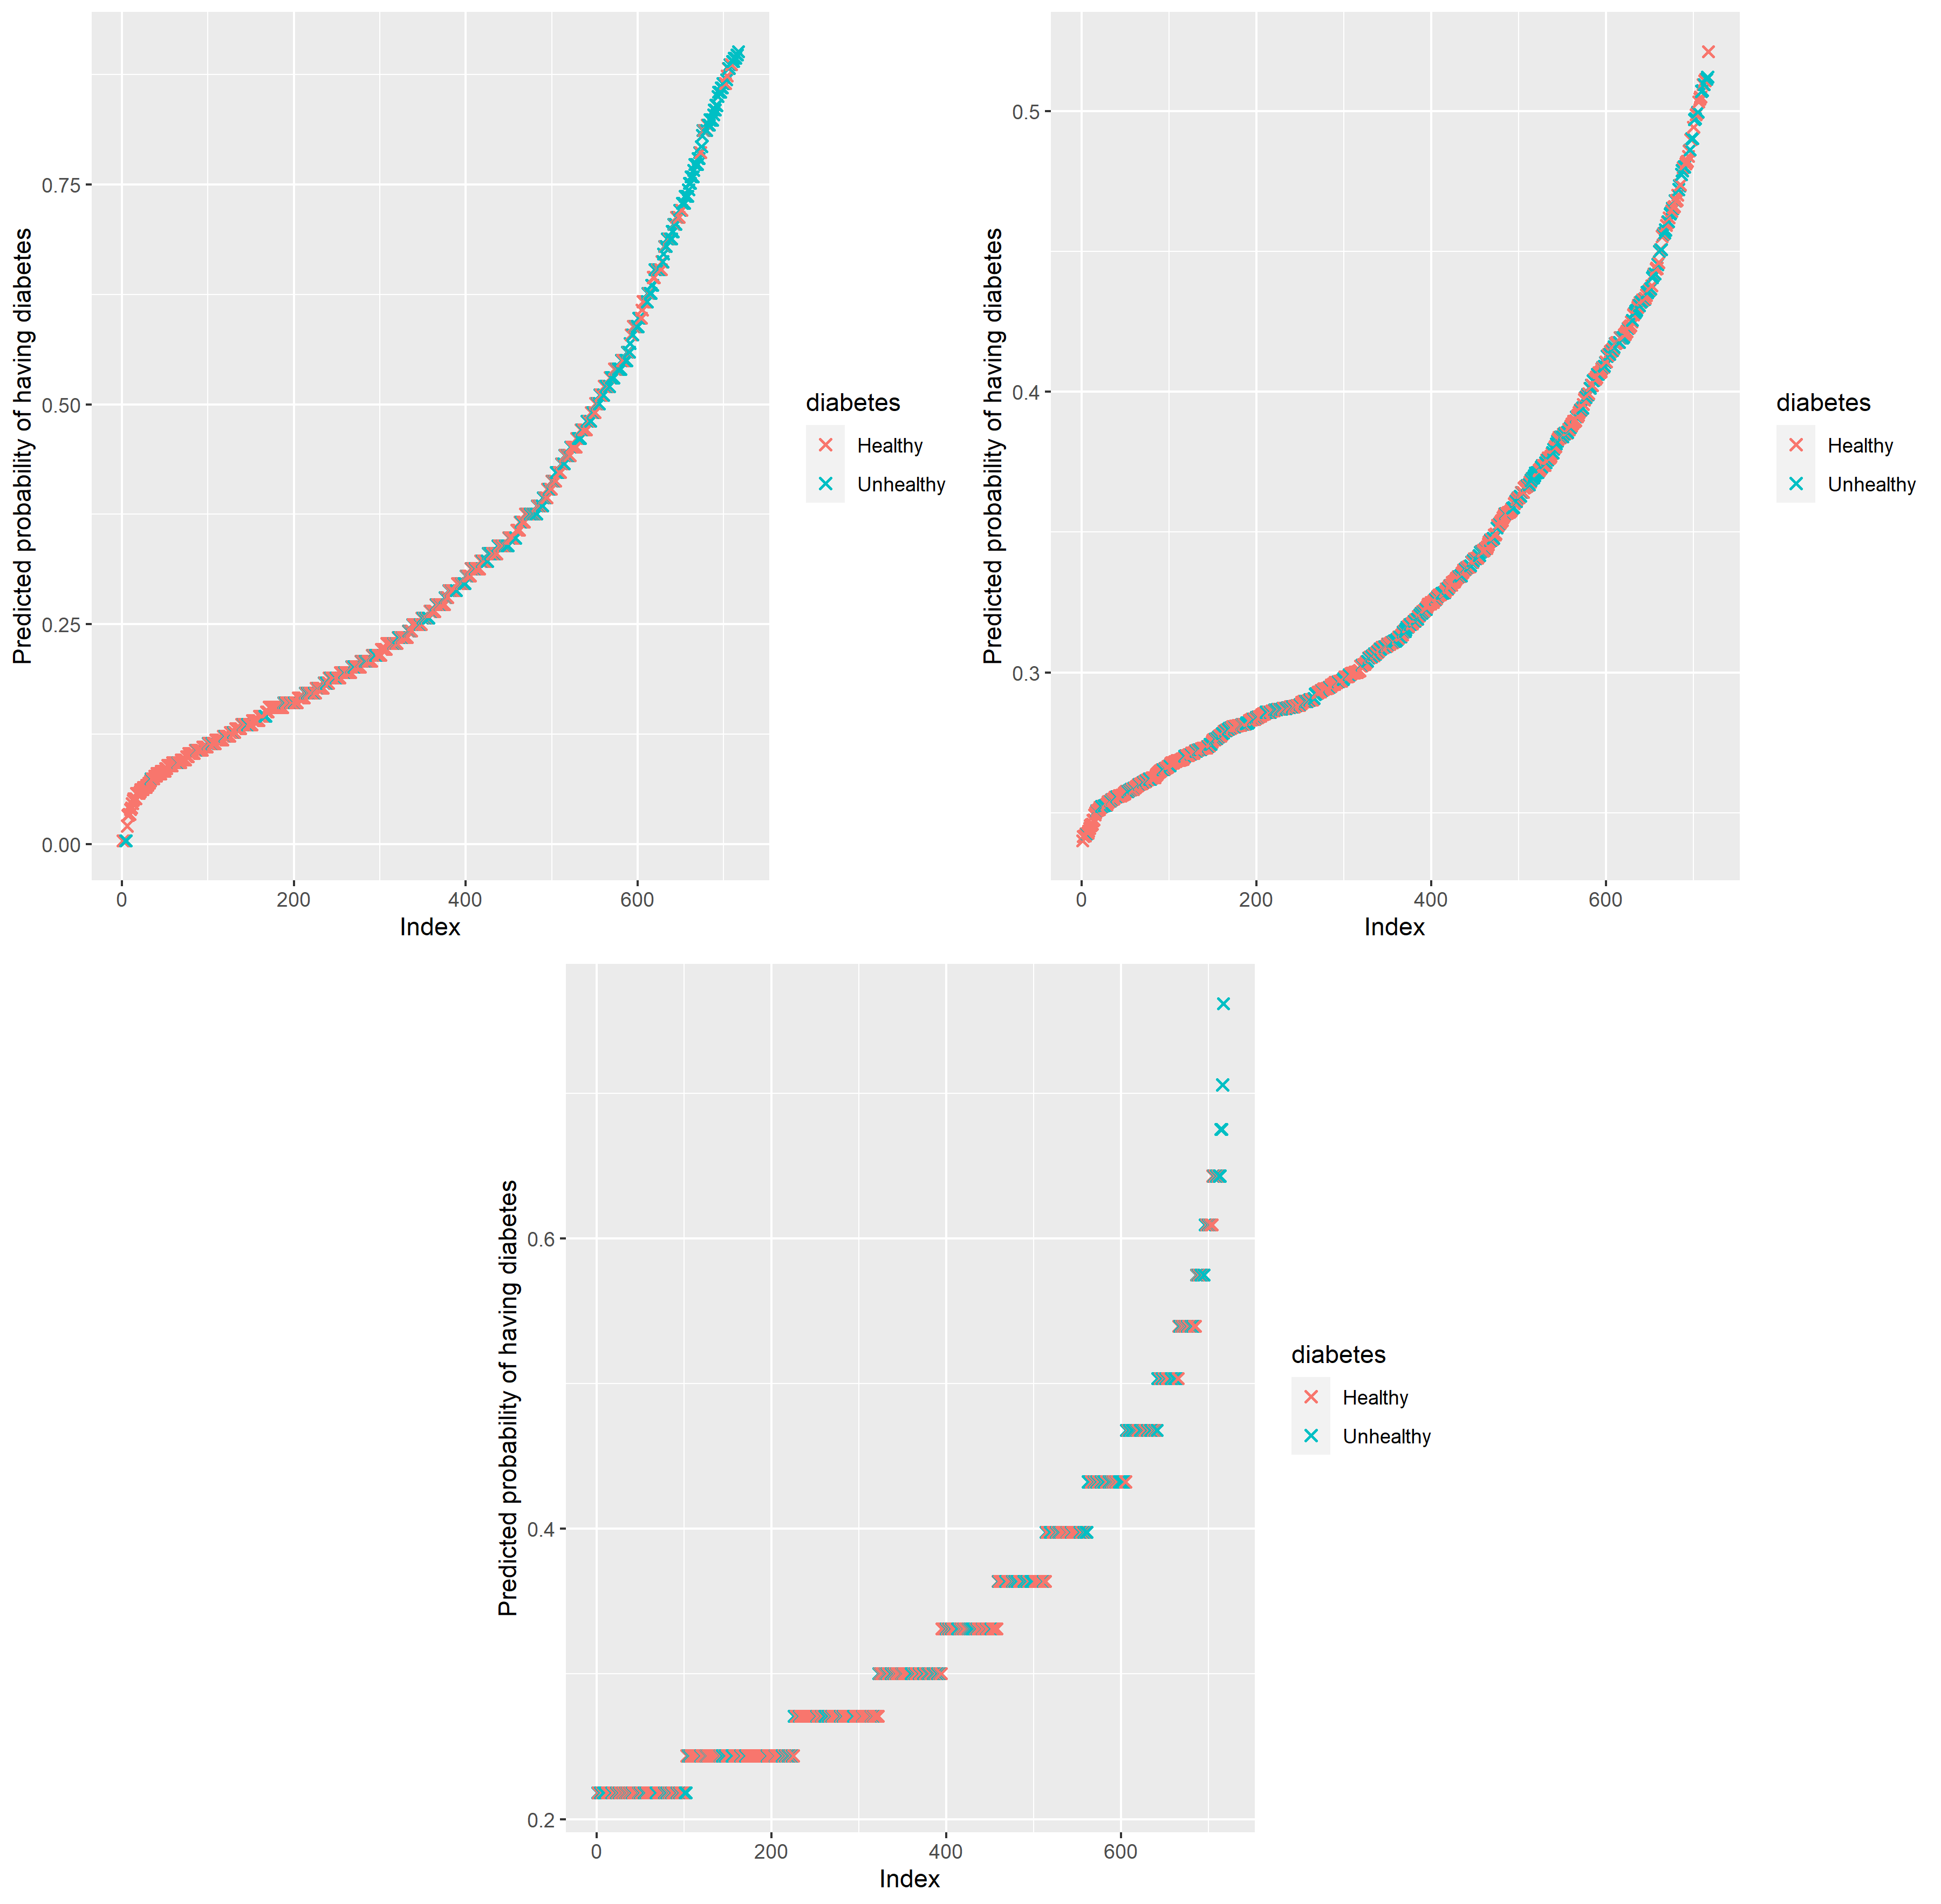 Predicted probability of having diabetes
0.75
0.50
0.25
0.00
0
200
400
600
Index
diabetes
Healthy
Unhealthy
Predicted probability of having diabetes
0.5
0.4
0.3
0
200
400
600
Index
diabetes
Healthy
Unhealthy
Predicted probability of having diabetes
0.6
0.4
0.2
0
200
400
600
Index
diabetes
Healthy
Unhealthy